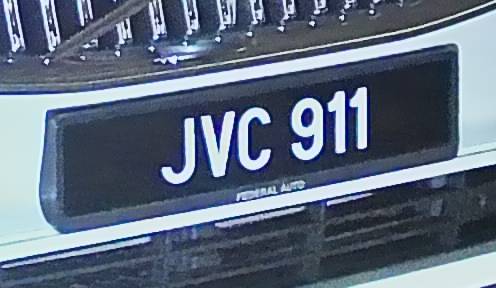 JVC 911
FEDERAL AUTO